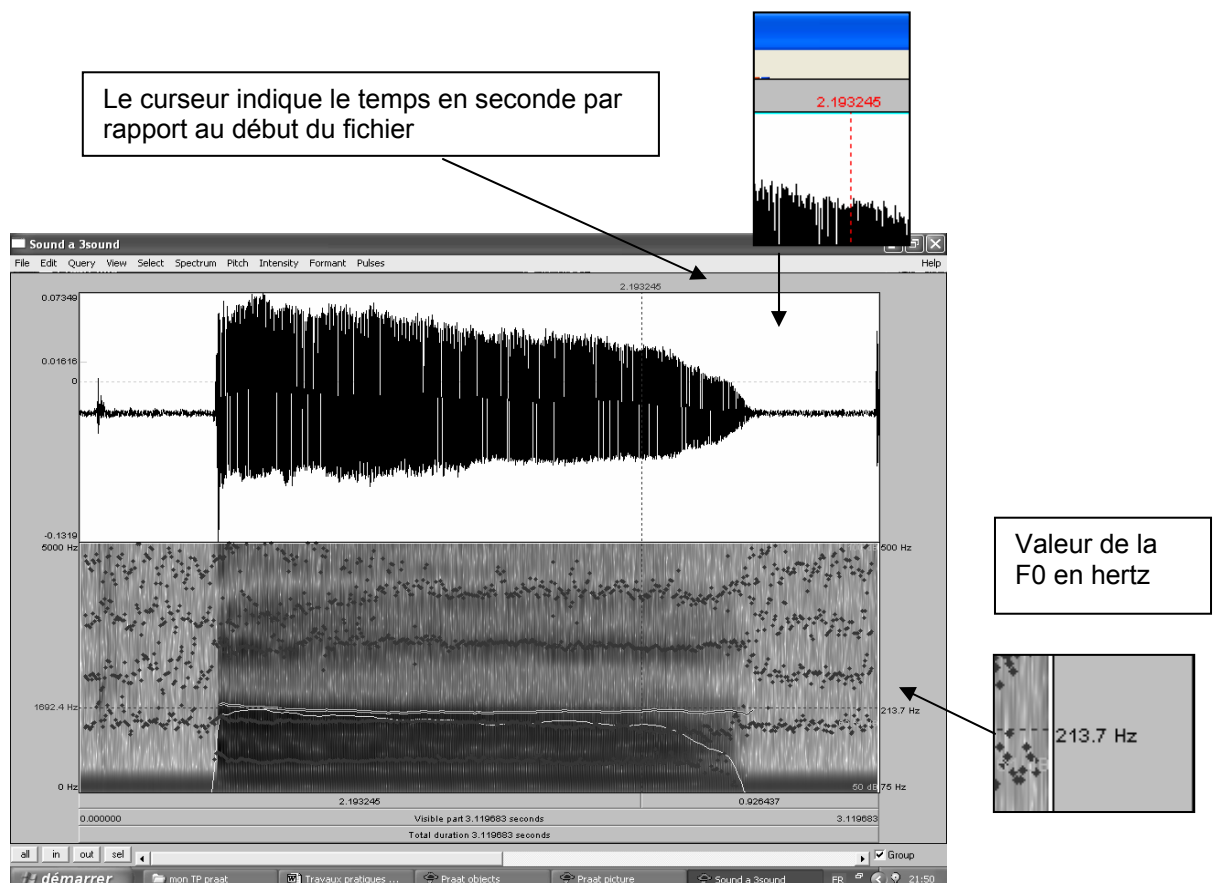 Le curseur indique le temps en seconde par
rapport au début du fichier
2.193245
Sound a 3sound
File Edit Query View Select Spectrum Pitch Intensity Formant Pulses Help
2.193245
0.07349
0.01616
0
-0.1319
5000 Hz
500 Hz
1692.4 Hz
213.7 Hz
0 Hz
50 dB 75 Hz
2.193245 0.926437
0.000000 Visible part 3.119683 seconds 3.119683
Total duration 3.119683 seconds
all in out sel Group
démarrer mon TP praat Travaux pratiques ... Praat objects Praat picture Sound a 3sound FR 21:50
Valeur de la
F0 en hertz
213.7 Hz